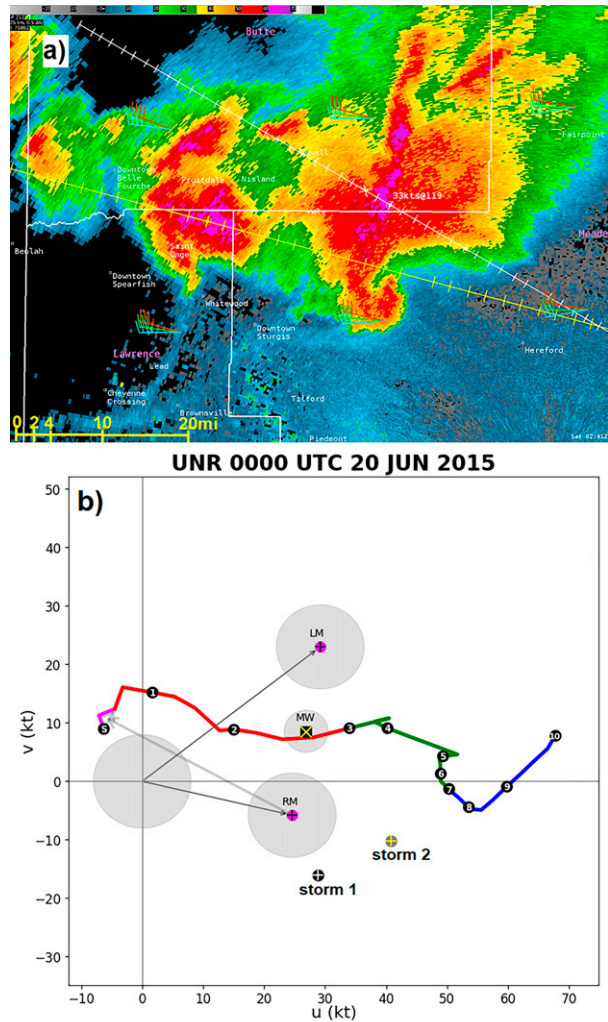 a)
Butte
Fairpoint
Downtown
Belle
Fourche
Fruitdale
Nisland
33kts@119
Beulah
Saint
Onge
Meade
Downtown
Spearfish
Whitewood
Downtown
Sturgis
Hereford
Lawrence
Lead
Cheyenne
Crossing
Tilford
Brownsville
Piedmont
0 2 4 10 20mi
UNR 0000 UTC 20 JUN 2015
b)
50
40
30
20
10
0
−10
−20
−30
v (kt)
LM
MW
RM
S
1
2
3
4
5
6
7
8
9
10
storm 1
storm 2
−10 0 10 20 30 40 50 60 70
u (kt)